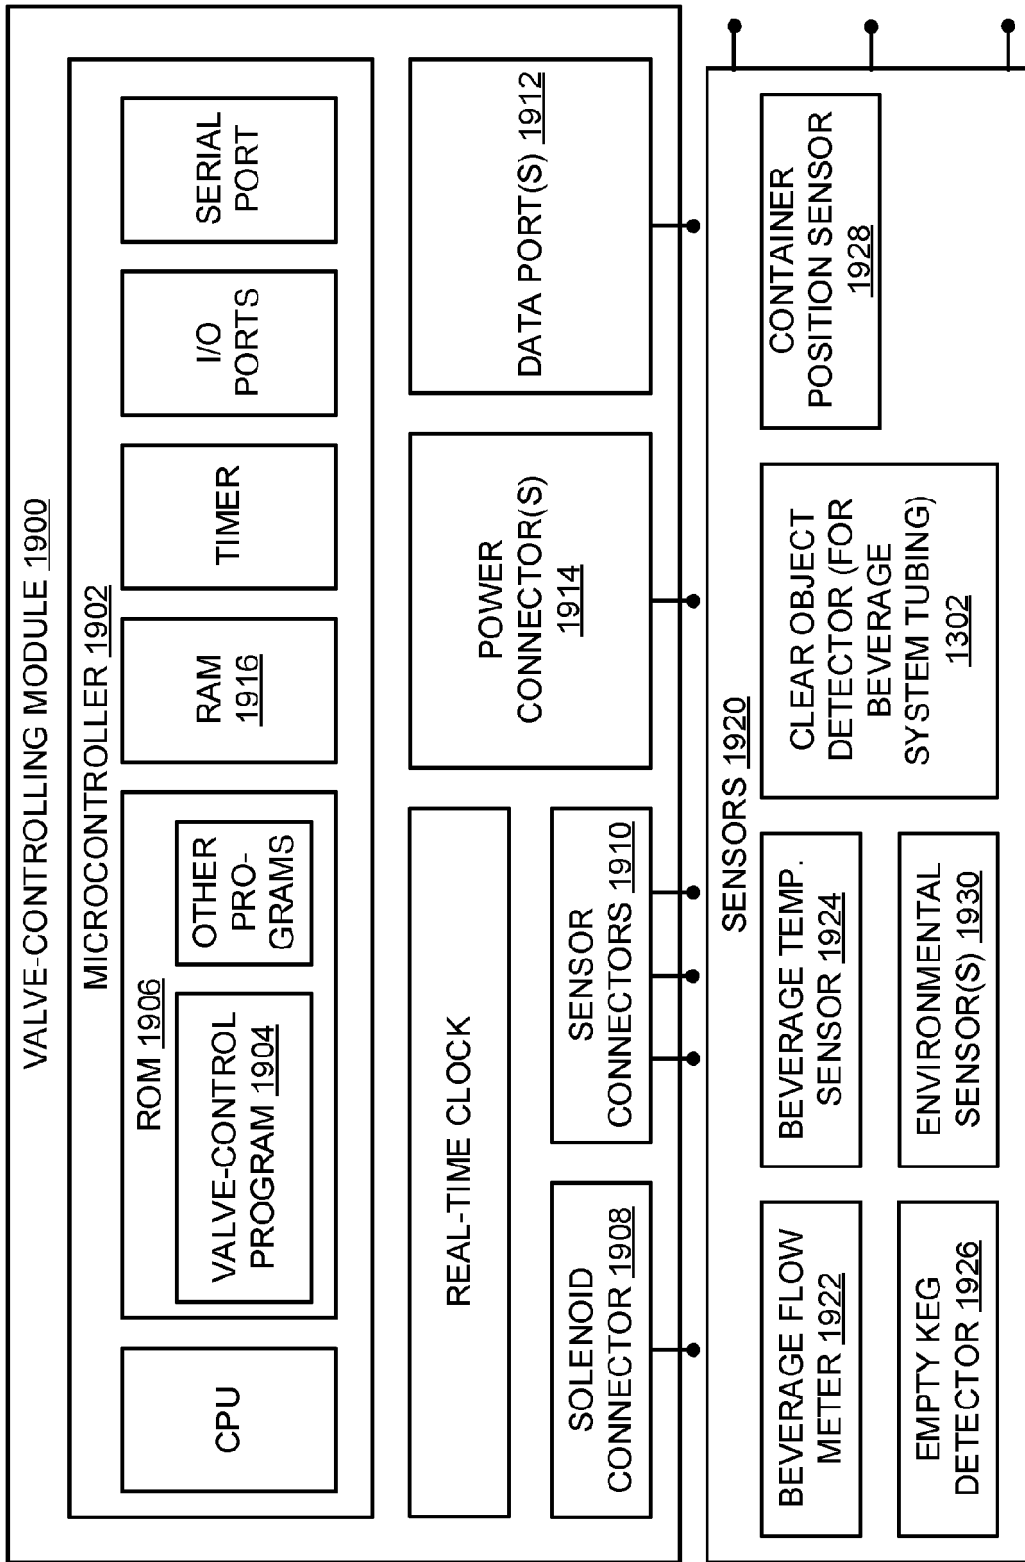 VALVE-CONTROLLING MODULE 1900
MICROCONTROLLER 1902
CPU
ROM 1906
VALVE-CONTROL
PROGRAM 1904
OTHER
PRO-
GRAMS
RAM
1916
TIMER
I/O
PORTS
SERIAL
PORT
REAL-TIME CLOCK
SOLENOID
CONNECTOR 1908
SENSOR
CONNECTORS 1910
POWER
CONNECTOR(S)
1914
DATA PORT(S) 1912
SENSORS 1920
BEVERAGE FLOW
METER 1922
BEVERAGE TEMP.
SENSOR 1924
EMPTY KEG
DETECTOR 1926
ENVIRONMENTAL
SENSOR(S) 1930
CLEAR OBJECT
DETECTOR (FOR
BEVERAGE
SYSTEM TUBING)
1302
CONTAINER
POSITION SENSOR
1928